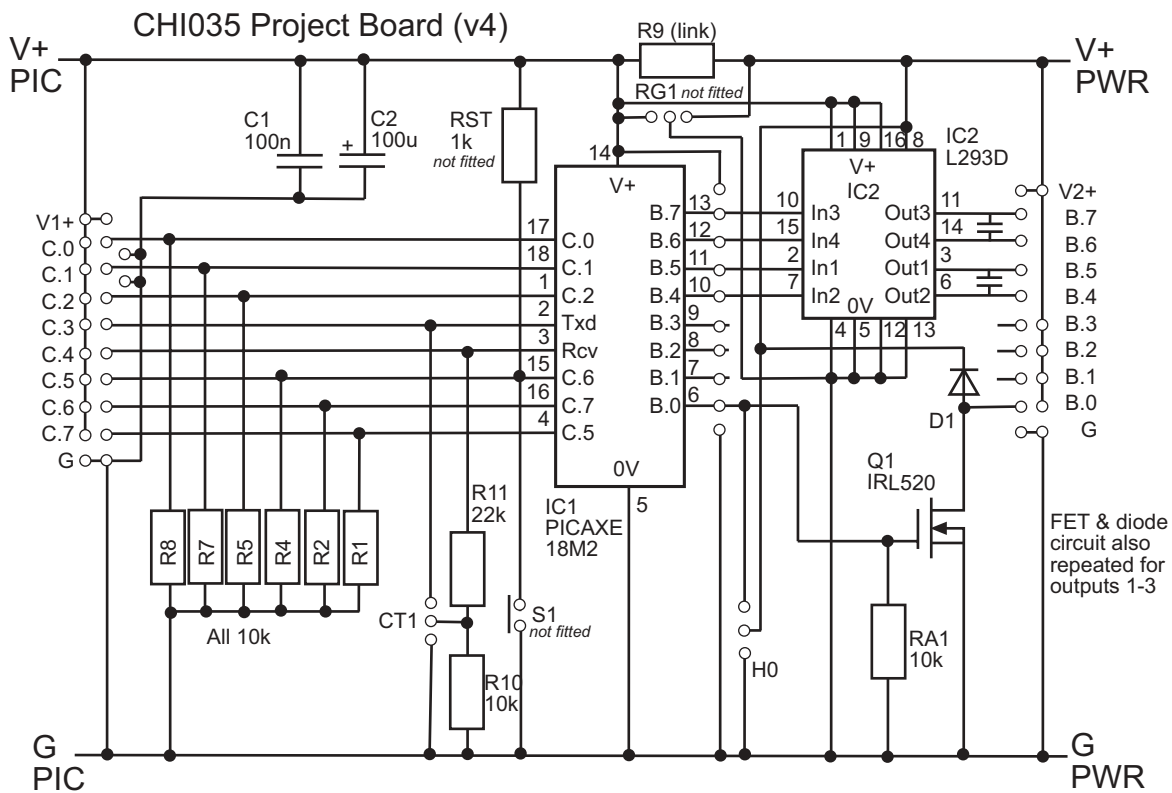 CHI035 Project Board (v4)
V+
PIC
R9 (link)
V+
PWR
RG1 not fitted
C1
100n
C2
100u
+
RST
1k
not fitted
14
V+
1 9 16 8
V+
IC2
IC2
L293D
V1+
C.0
C.1
C.2
C.3
C.4
C.5
C.6
C.7
G
17
18
1
2
3
15
16
4
C.0
C.1
C.2
Txd
Rcv
C.6
C.7
C.5
B.7
B.6
B.5
B.4
B.3
B.2
B.1
B.0
13
12
11
10
9
8
7
6
0V
5
IC1
PICAXE
18M2
10
15
2
7
In3
In4
In1
In2
Out3
Out4
Out1
Out2
11
14
3
6
0V
4 5 12 13
V2+
B.7
B.6
B.5
B.4
B.3
B.2
B.1
B.0
G
D1
Q1
IRL520
R8
R7
R5
R4
R2
R1
All 10k
R11
22k
CT1
R10
10k
S1
not fitted
H0
RA1
10k
FET & diode
circuit also
repeated for
outputs 1-3
G
PIC
G
PWR